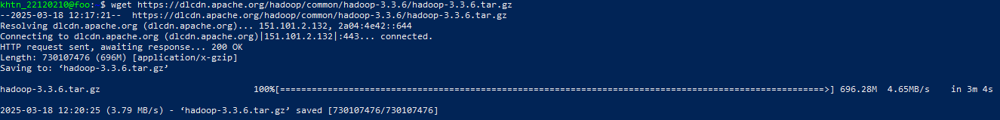 khtn_22120210@foo: $ wget https://dlcdn.apache.org/hadoop/common/hadoop-3.3.6/hadoop-3.3.6.tar.gz
--2025-03-18 12:17:21--  https://dlcdn.apache.org/hadoop/common/hadoop-3.3.6/hadoop-3.3.6.tar.gz
Resolving dlcdn.apache.org (dlcdn.apache.org)... 151.101.2.132, 2a04:4e42::644
Connecting to dlcdn.apache.org (dlcdn.apache.org)|151.101.2.132|:443... connected.
HTTP request sent, awaiting response... 200 OK
Length: 730107476 (696M) [application/x-gzip]
Saving to: ‘hadoop-3.3.6.tar.gz’
hadoop-3.3.6.tar.gz 100%[====================================================================================================>] 696.28M 4.65MB/s in 3m 4s
2025-03-18 12:20:25 (3.79 MB/s) - ‘hadoop-3.3.6.tar.gz’ saved [730107476/730107476]